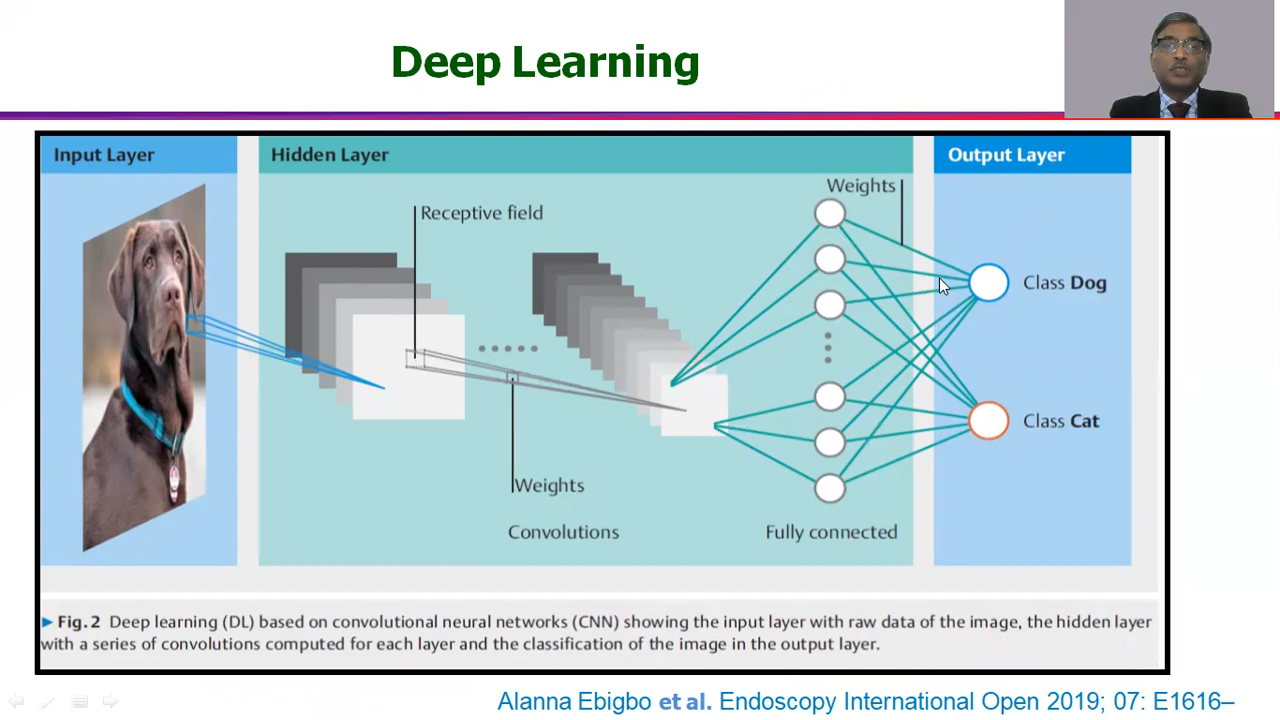 Deep Learning
Input Layer
Hidden Layer
Output Layer
Weights
Receptive field
Class Dog
Class Cat
Weights
Convolutions
Fully connected
▶ Fig. 2 Deep learning (DL) based on convolutional neural networks (CNN) showing the input layer with raw data of the image, the hidden layer
with a series of convolutions computed for each layer and the classification of the image in the output layer.
Alanna Ebigbo et al. Endoscopy International Open 2019; 07: E1616–